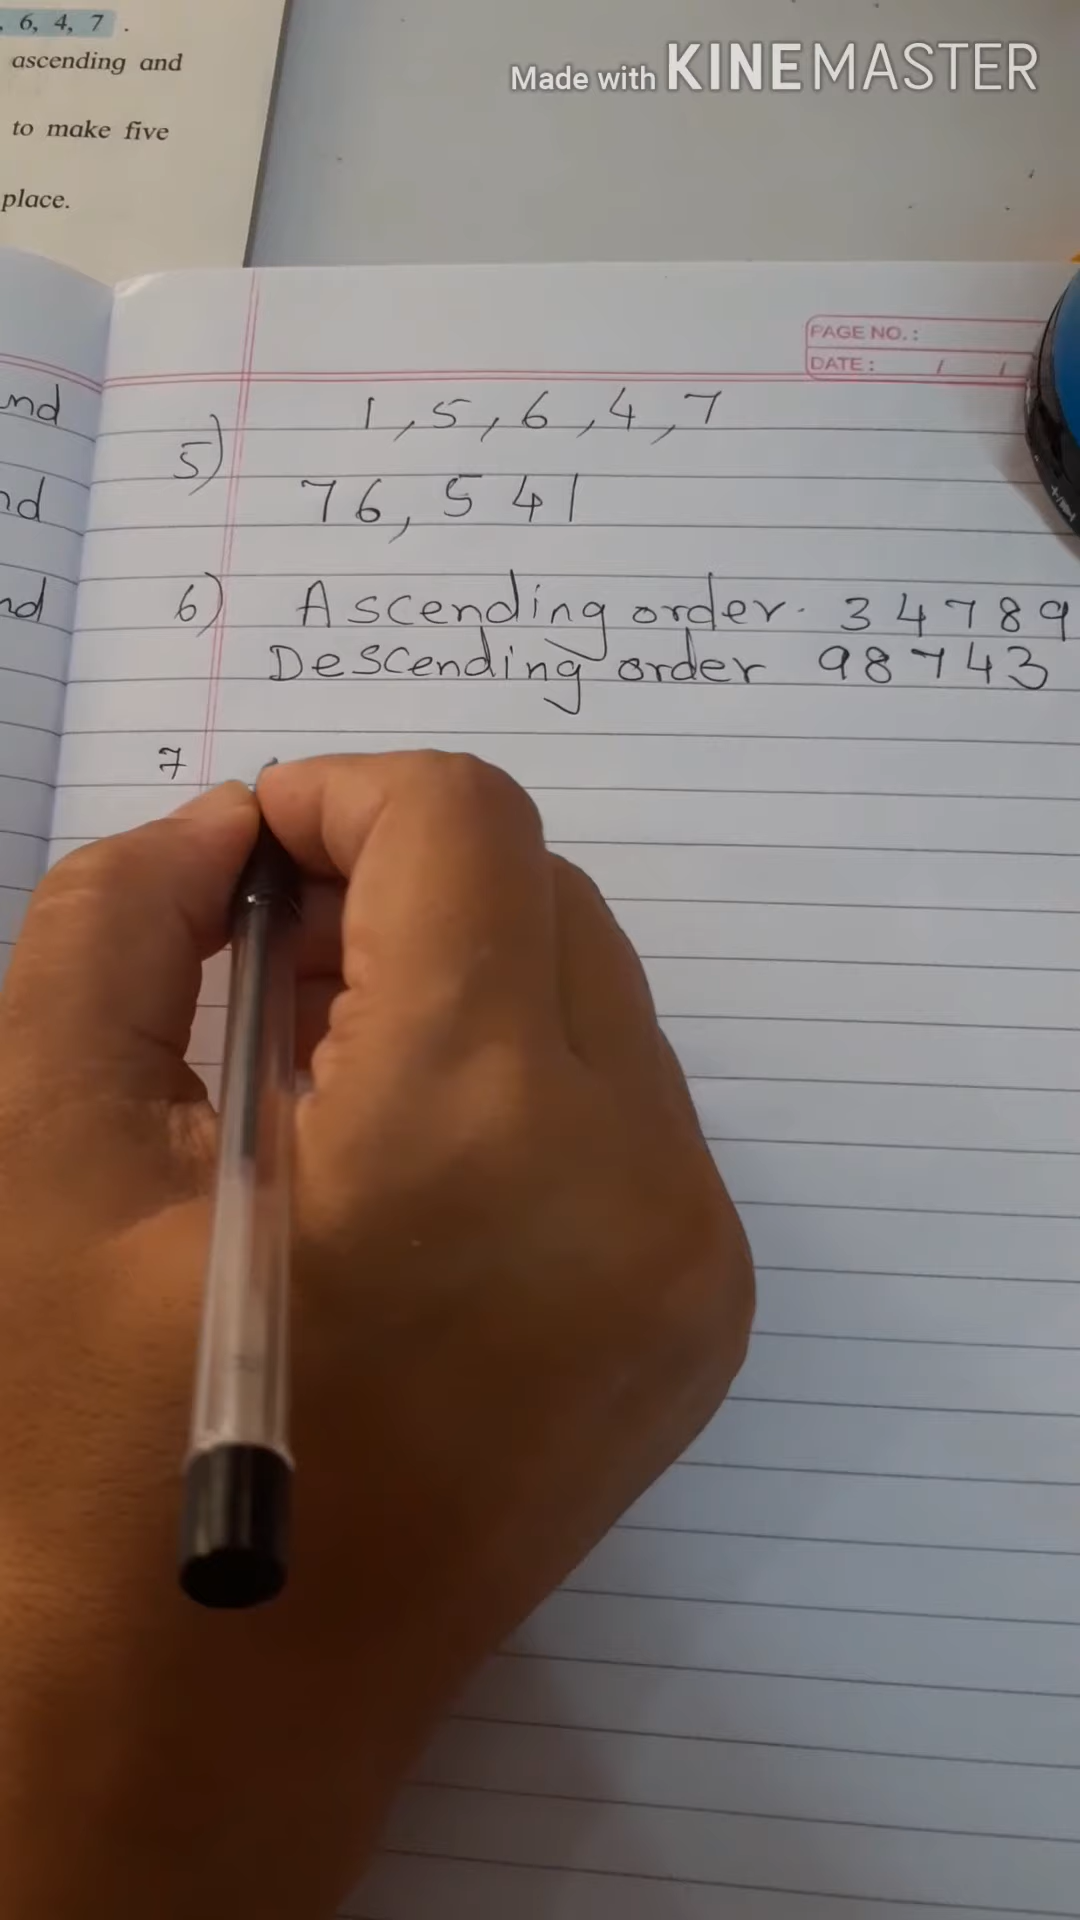 , 6, 4, 7 .
ascending and
to make five
place.
Made with KINEMASTER
PAGE NO. :
DATE : / /
nd
nd
nd
5) 1, 5, 6, 4, 7
76, 541
6) Ascending order. 34789
Descending order 98743
7